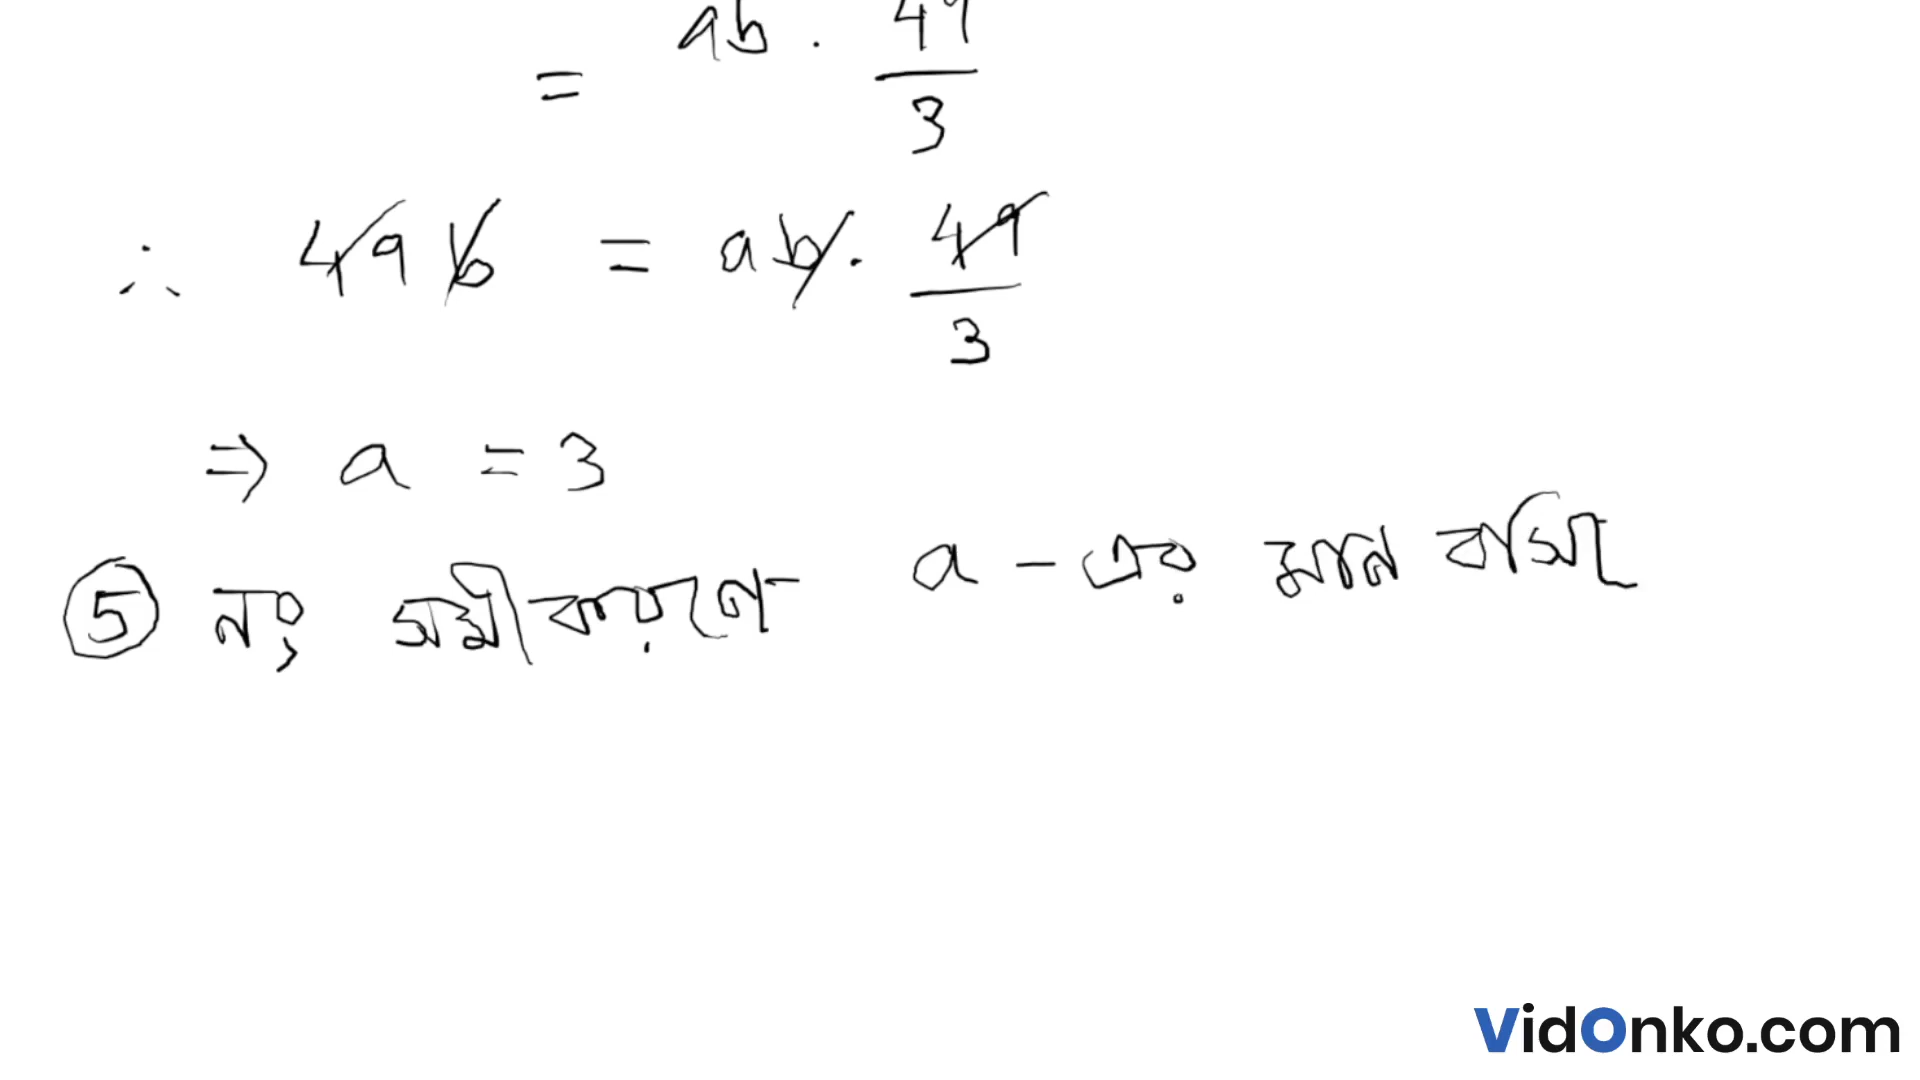 = ab · 49/3
∴ 49b = ab · 49/3
⇒ a = 3
⑤ নং সমীকরণে a - এর মান বসিয়ে
VidOnko.com